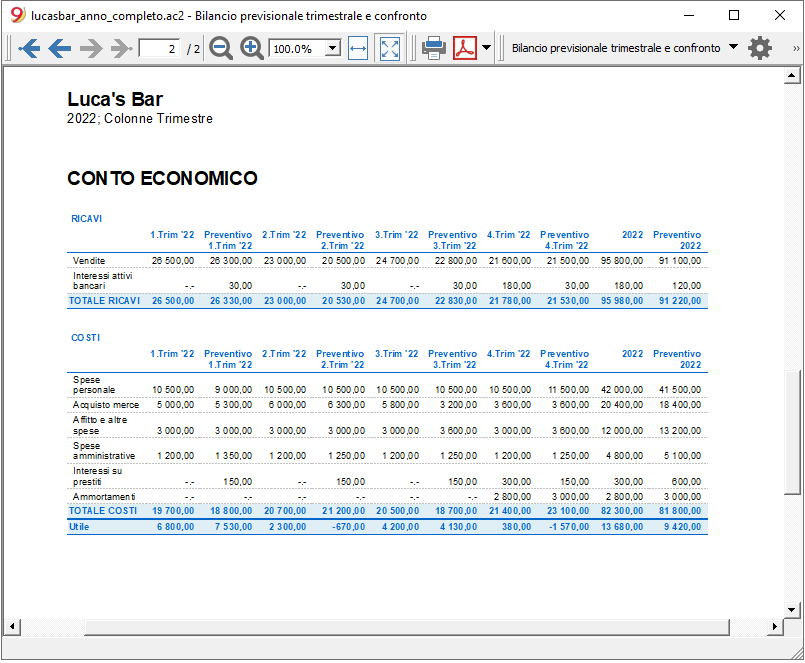 lucasbar_anno_completo.ac2 - Bilancio previsionale trimestrale e confronto
2 / 2 100.0% Bilancio previsionale trimestrale e confronto »
Luca's Bar
2022; Colonne Trimestre
CONTO ECONOMICO
RICAVI
1.Trim '22 Preventivo 2.Trim '22 Preventivo 3.Trim '22 Preventivo 4.Trim '22 Preventivo 2022 Preventivo
1.Trim '22 2.Trim '22 3.Trim '22 4.Trim '22 2022
Vendite 26 500,00 26 300,00 23 000,00 20 500,00 24 700,00 22 800,00 21 600,00 21 500,00 95 800,00 91 100,00
Interessi attivi
bancari -.- 30,00 -.- 30,00 -.- 30,00 180,00 30,00 180,00 120,00
TOTALE RICAVI 26 500,00 26 330,00 23 000,00 20 530,00 24 700,00 22 830,00 21 780,00 21 530,00 95 980,00 91 220,00
COSTI
1.Trim '22 Preventivo 2.Trim '22 Preventivo 3.Trim '22 Preventivo 4.Trim '22 Preventivo 2022 Preventivo
1.Trim '22 2.Trim '22 3.Trim '22 4.Trim '22 2022
Spese
personale 10 500,00 9 000,00 10 500,00 10 500,00 10 500,00 10 500,00 10 500,00 11 500,00 42 000,00 41 500,00
Acquisto merce 5 000,00 5 300,00 6 000,00 6 300,00 5 800,00 3 200,00 3 600,00 3 600,00 20 400,00 18 400,00
Affitto e altre
spese 3 000,00 3 000,00 3 000,00 3 000,00 3 000,00 3 600,00 3 000,00 3 600,00 12 000,00 13 200,00
Spese
amministrative 1 200,00 1 350,00 1 200,00 1 250,00 1 200,00 1 250,00 1 200,00 1 250,00 4 800,00 5 100,00
Interessi su
prestiti -.- 150,00 -.- 150,00 -.- 150,00 300,00 150,00 300,00 600,00
Ammortamenti -.- -.- -.- -.- -.- -.- 2 800,00 3 000,00 2 800,00 3 000,00
TOTALE COSTI 19 700,00 18 800,00 20 700,00 21 200,00 20 500,00 18 700,00 21 400,00 23 100,00 82 300,00 81 800,00
Utile 6 800,00 7 530,00 2 300,00 -670,00 4 200,00 4 130,00 380,00 -1 570,00 13 680,00 9 420,00